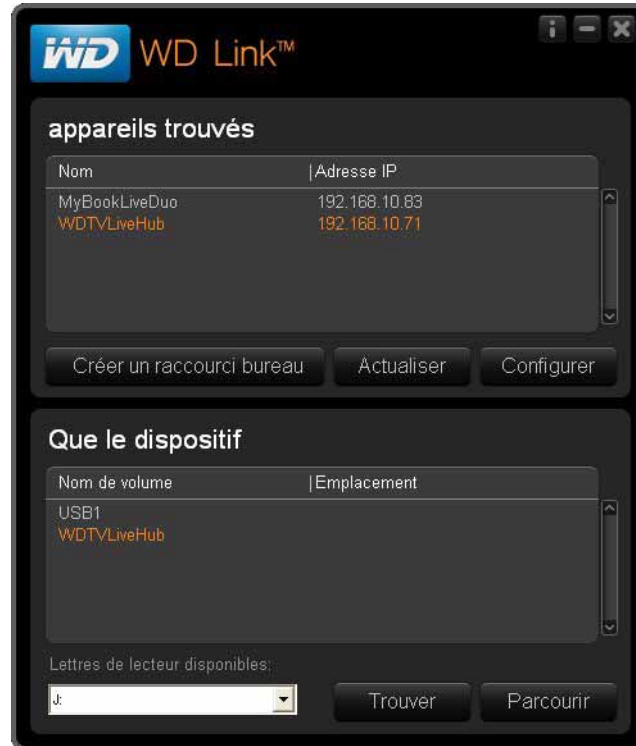 WD WD Link™
appareils trouvés
Nom |Adresse IP
MyBookLiveDuo 192.168.10.83
WDTVLiveHub 192.168.10.71
Créer un raccourci bureau Actualiser Configurer
Que le dispositif
Nom de volume |Emplacement
USB1
WDTVLiveHub
Lettres de lecteur disponibles:
J: Trouver Parcourir